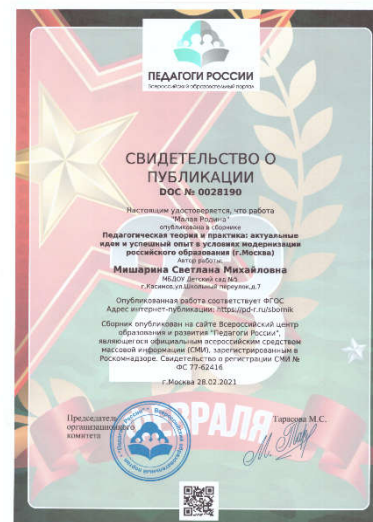 ПЕДАГОГИ РОССИИ
Всероссийский образовательный портал
СВИДЕТЕЛЬСТВО О
ПУБЛИКАЦИИ
DOC № 0028190
Настоящим удостоверяется, что работа
"Малая Родина"
опубликована в сборнике
Педагогическая теория и практика: актуальные
идеи и успешный опыт в условиях модернизации
российского образования (г.Москва)
Автор работы:
Мишарина Светлана Михайловна
МБДОУ Детский сад №5
г.Касимов,ул.Школьный переулок,д.7
Опубликованная работа соответствует ФГОС
Адрес интернет-публикации: https://pd-r.ru/sbornik
Сборник опубликован на сайте Всероссийский центр
образования и развития "Педагоги России",
являющегося официальным всероссийским средством
массовой информации (СМИ), зарегистрированным в
Роскомнадзоре. Свидетельство о регистрации СМИ №
ФС 77-62416
г.Москва 28.02.2021
Председатель
организационного
комитета
Тарасова М.С.
ФЕВРАЛЯ